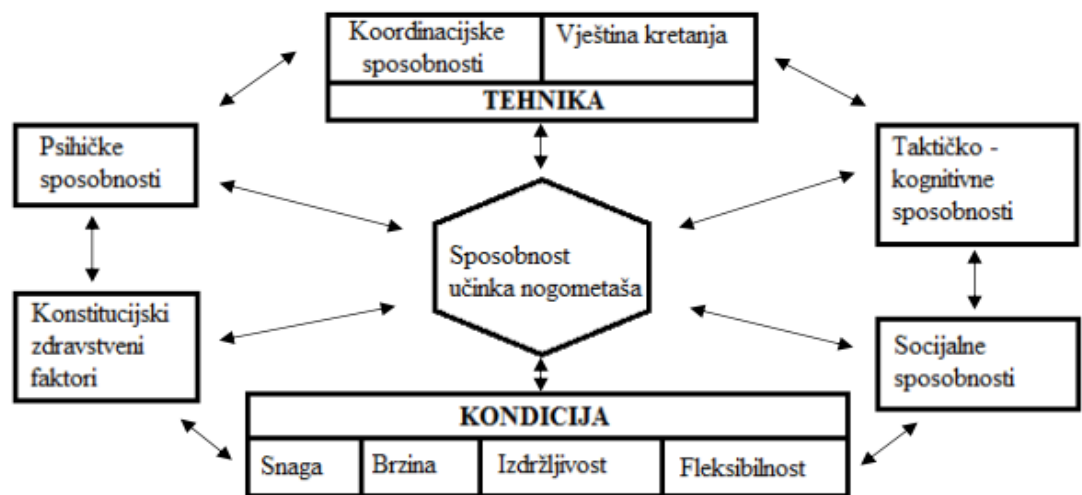 Koordinacijske
sposobnosti
Vještina kretanja
TEHNIKA
Psihičke
sposobnosti
Taktičko -
kognitivne
sposobnosti
Sposobnost
učinka nogometaša
Konstitucijski
zdravstveni
faktori
Socijalne
sposobnosti
KONDICIJA
Snaga
Brzina
Izdržljivost
Fleksibilnost